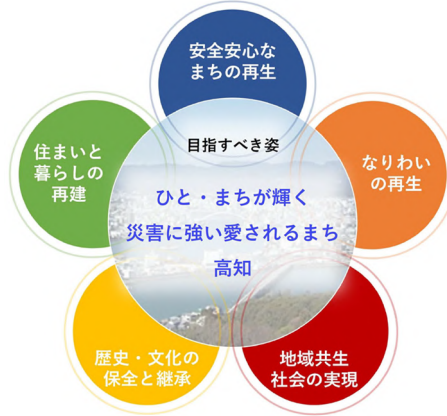 安全安心な
まちの再生
住まいと
暮らしの
再建
目指すべき姿
ひと・まちが輝く
災害に強い愛されるまち
高知
なりわい
の再生
歴史・文化の
保全と継承
地域共生
社会の実現